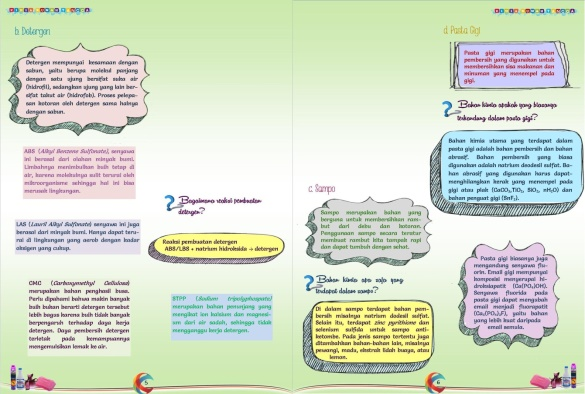 b. Detergen
Detergen mempunyai kesamaan dengan
sabun, yaitu berupa molekul panjang
dengan satu ujung bersifat suka air
(hidrofil), sedangkan ujung yang lain ber-
sifat takut air (hidrofob). Proses pelepa-
san kotoran oleh detergen sama halnya
dengan sabun.
ABS (Alkyl Benzene Sulfonate), senyawa
ini berasal dari olahan minyak bumi.
Limbahnya menimbulkan buih tetap di
air, karena molekulnya sulit terurai oleh
mikroorganisme sehingga hal ini bisa
merusak lingkungan.
LAS (Lauril Alkyl Sulfonate) senyawa ini juga
berasal dari minyak bumi. Hanya dapat teru-
rai di lingkungan yang aerob dengan kadar
oksigen yang cukup.
CMC (Carboxymethyl Cellulose)
merupakan bahan penghasil busa.
Perlu dipahami bahwa makin banyak
buih bukan berarti detergen tersebut
lebih bagus karena buih tidak banyak
berpengaruh terhadap daya kerja
detergen. Daya pembersih detergen
terletak pada kemampuannya
mengemulsikan lemak ke air.
? Bagaimana reaksi pembuatan
detergen?
Reaksi pembuatan detergen
ABS/LBS + natrium hidroksida → detergen
STPP (Sodium tripolyphospate)
merupakan bahan penunjang yang
mengikat ion kalsium dan magnesi-
um dari air sadah, sehingga tidak
mengganggu kerja detergen.
5
c. Sampo
Sampo merupakan bahan yang
berguna untuk membersihkan ram-
but dari debu dan kotoran.
Penggunaan sampo secara teratur
membuat rambut kita tampak rapi
dan dapat tumbuh dengan sehat.
? Bahan kimia apa saja yang
terdapat dalam sampo?
Di dalam sampo terdapat bahan pem-
bersih misalnya natrium dodesil sulfat.
Selain itu, terdapat zinc pyrithione dan
selenium sulfida untuk sampo anti-
ketombe. Pada jenis sampo tertentu juga
ditambahkan bahan-bahan lain, misalnya
pewangi, madu, ekstrak lidah buaya, atau
lemon.
d. Pasta Gigi
Pasta gigi merupakan bahan
pembersih yang digunakan untuk
membersihkan sisa makanan dan
minuman yang menempel pada
gigi.
? Bahan kimia apakah yang biasanya
terkandung dalam pasta gigi?
Bahan kimia utama yang terdapat dalam
pasta gigi adalah bahan pembersih dan bahan
abrasif. Bahan pembersih yang biasa
digunakan adalah natrium dodesil sulfat. Ba-
han abrasif yang digunakan harus dapat
menghilangkan kerak yang menempel pada
gigi atau plak (CaCO₃,TiO₂, SiO₂, nH₂O) dan
bahan penguat gigi (SnF₂).
Pasta gigi biasanya juga
mengandung senyawa flu-
orin. Email gigi mempunyai
komposisi menyerupai hi-
droksiapatit
Senyawa fluorida pada
pasta gigi dapat mengubah
email menjadi fluoroapatit
yaitu bahan
yang lebih kuat daripada
email semula.
6